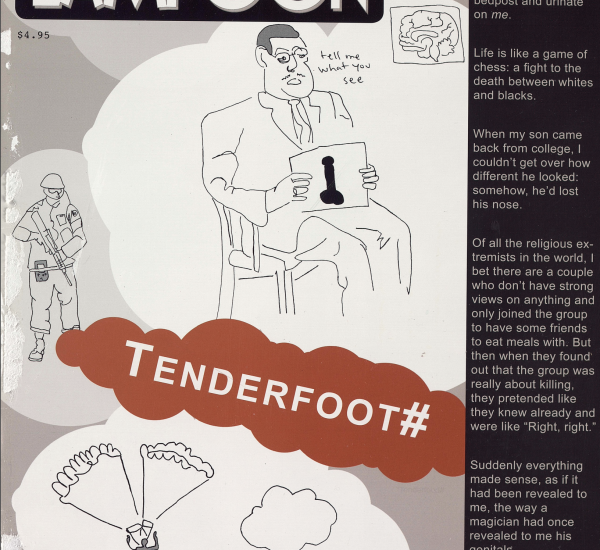 LAMPOON
$4.95
tell me
what you
see
TENDERFOOT#
bedpost and urinate
on me.
Life is like a game of
chess: a fight to the
death between whites
and blacks.
When my son came
back from college, I
couldn't get over how
different he looked:
somehow, he'd lost
his nose.
Of all the religious ex-
tremists in the world, I
bet there are a couple
who don't have strong
views on anything and
only joined the group
to have some friends
to eat meals with. But
then when they found
out that the group was
really about killing,
they pretended like
they knew already and
were like “Right, right.”
Suddenly everything
made sense, as if it
had been revealed to
me, the way a
magician had once
revealed to me his
genitals